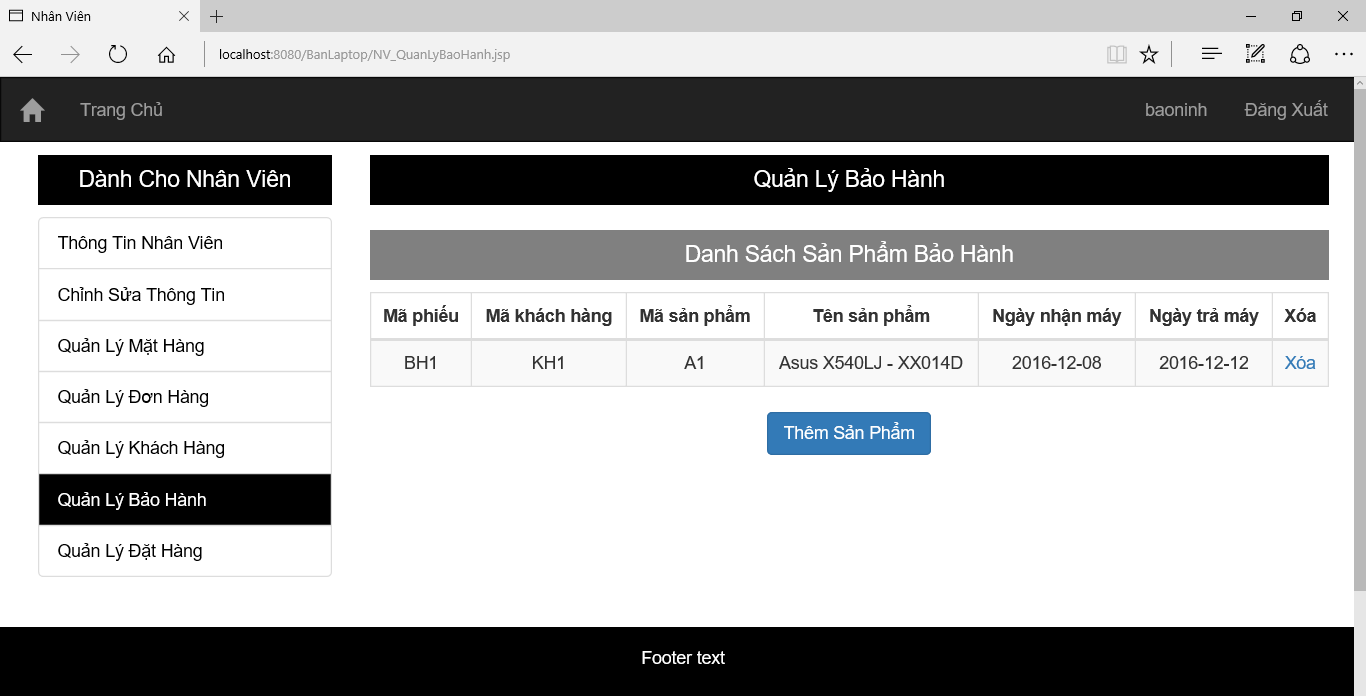 Nhân Viên
localhost:8080/BanLaptop/NV_QuanLyBaoHanh.jsp
Trang Chủ
baoninh
Đăng Xuất
Dành Cho Nhân Viên
Thông Tin Nhân Viên
Chỉnh Sửa Thông Tin
Quản Lý Mặt Hàng
Quản Lý Đơn Hàng
Quản Lý Khách Hàng
Quản Lý Bảo Hành
Quản Lý Đặt Hàng
Quản Lý Bảo Hành
Danh Sách Sản Phẩm Bảo Hành
Mã phiếu Mã khách hàng Mã sản phẩm Tên sản phẩm Ngày nhận máy Ngày trả máy Xóa
BH1 KH1 A1 Asus X540LJ - XX014D 2016-12-08 2016-12-12 Xóa
Thêm Sản Phẩm
Footer text